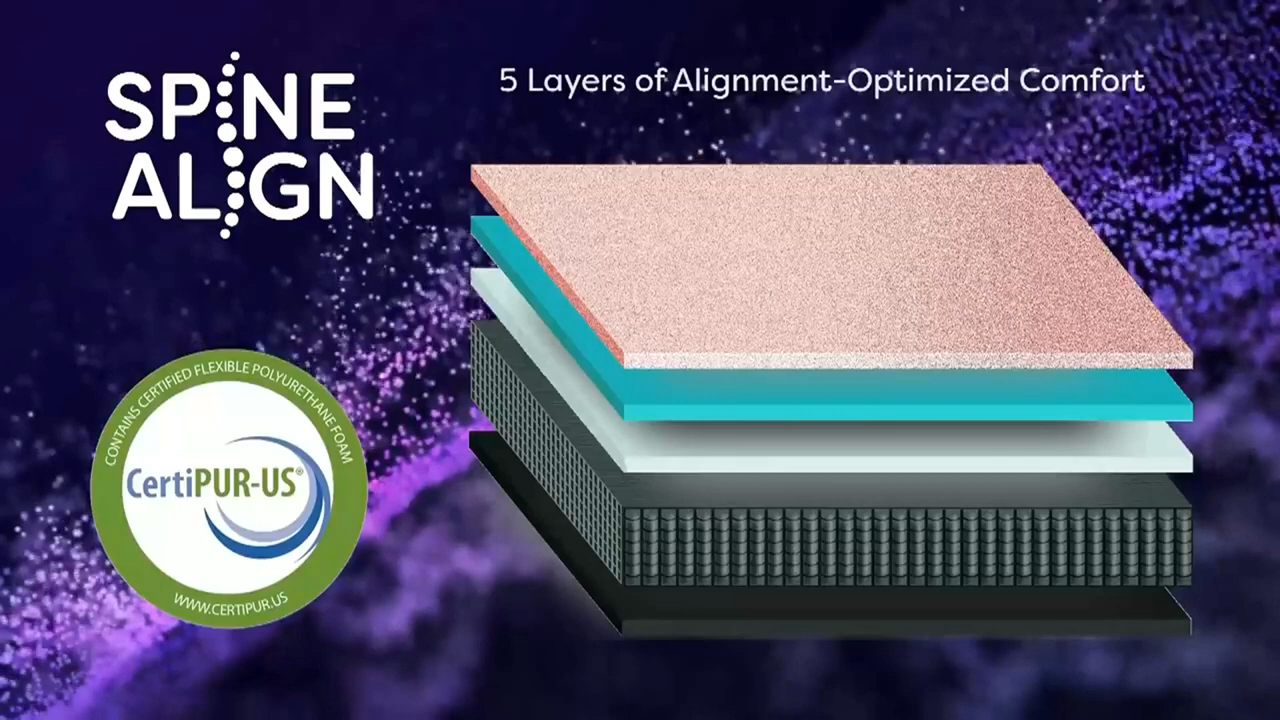 SPINE
ALIGN
5 Layers of Alignment-Optimized Comfort
CONTAINS CERTIFIED FLEXIBLE POLYURETHANE FOAM
CertiPUR-US®
WWW.CERTIPUR.US